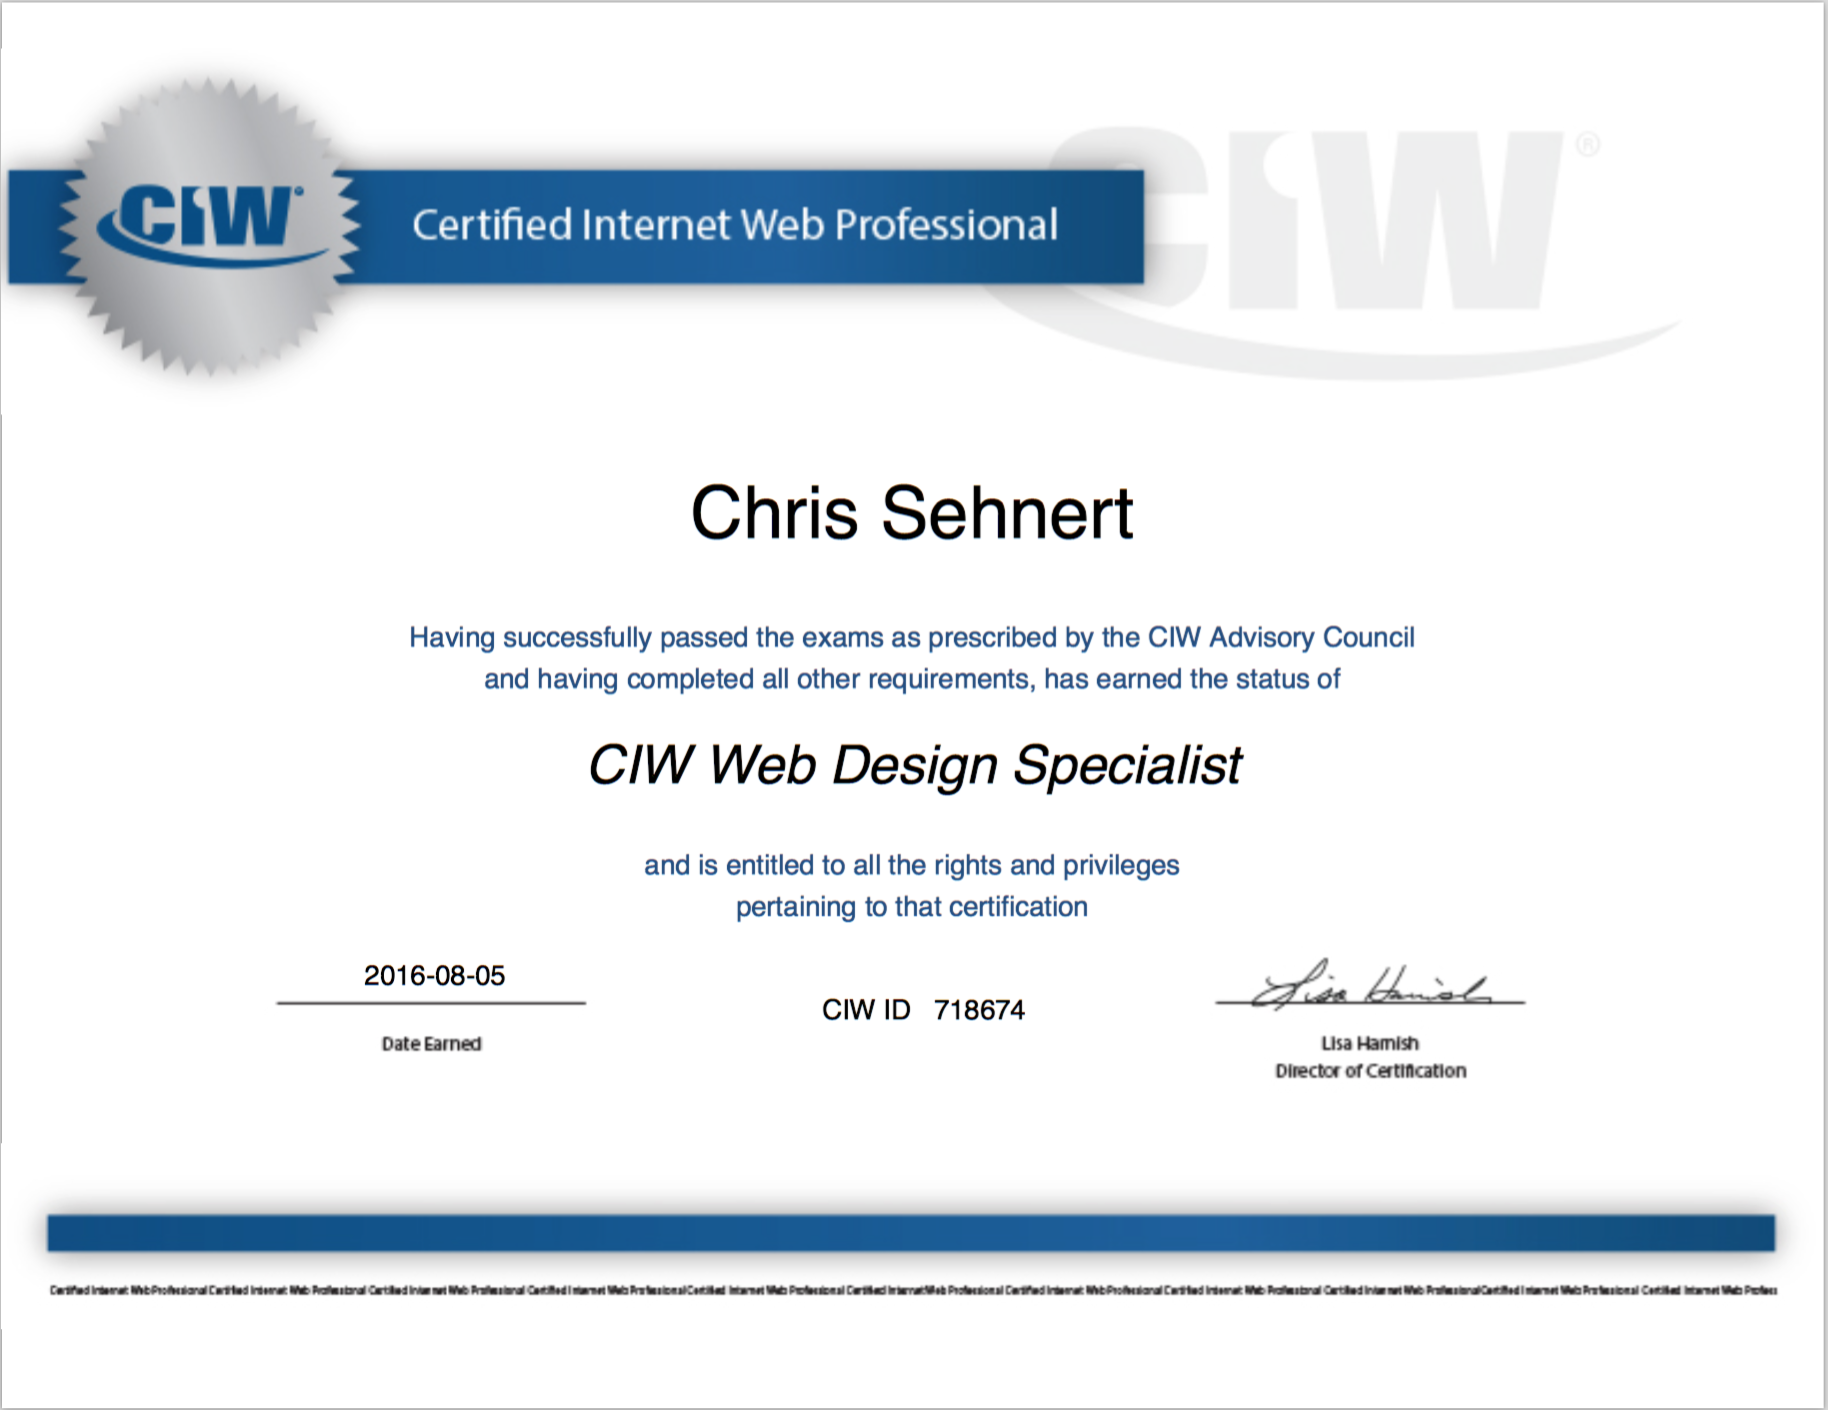 CIW®
CIW®
Certified Internet Web Professional
Chris Sehnert
Having successfully passed the exams as prescribed by the CIW Advisory Council
and having completed all other requirements, has earned the status of
CIW Web Design Specialist
and is entitled to all the rights and privileges
pertaining to that certification
2016-08-05
Date Earned
CIW ID 718674
Lisa Hamish
Lisa Hamish
Director of Certification
Certified Internet Web Professional Certified Internet Web Professional Certified Internet Web Professional Certified Internet Web Professional Certified Internet Web Professional Certified Internet Web Professional Certified Internet Web Professional Certified Internet Web Professional Certified Internet Web Professional Certified Internet Web Professional Certified Internet Web Profess